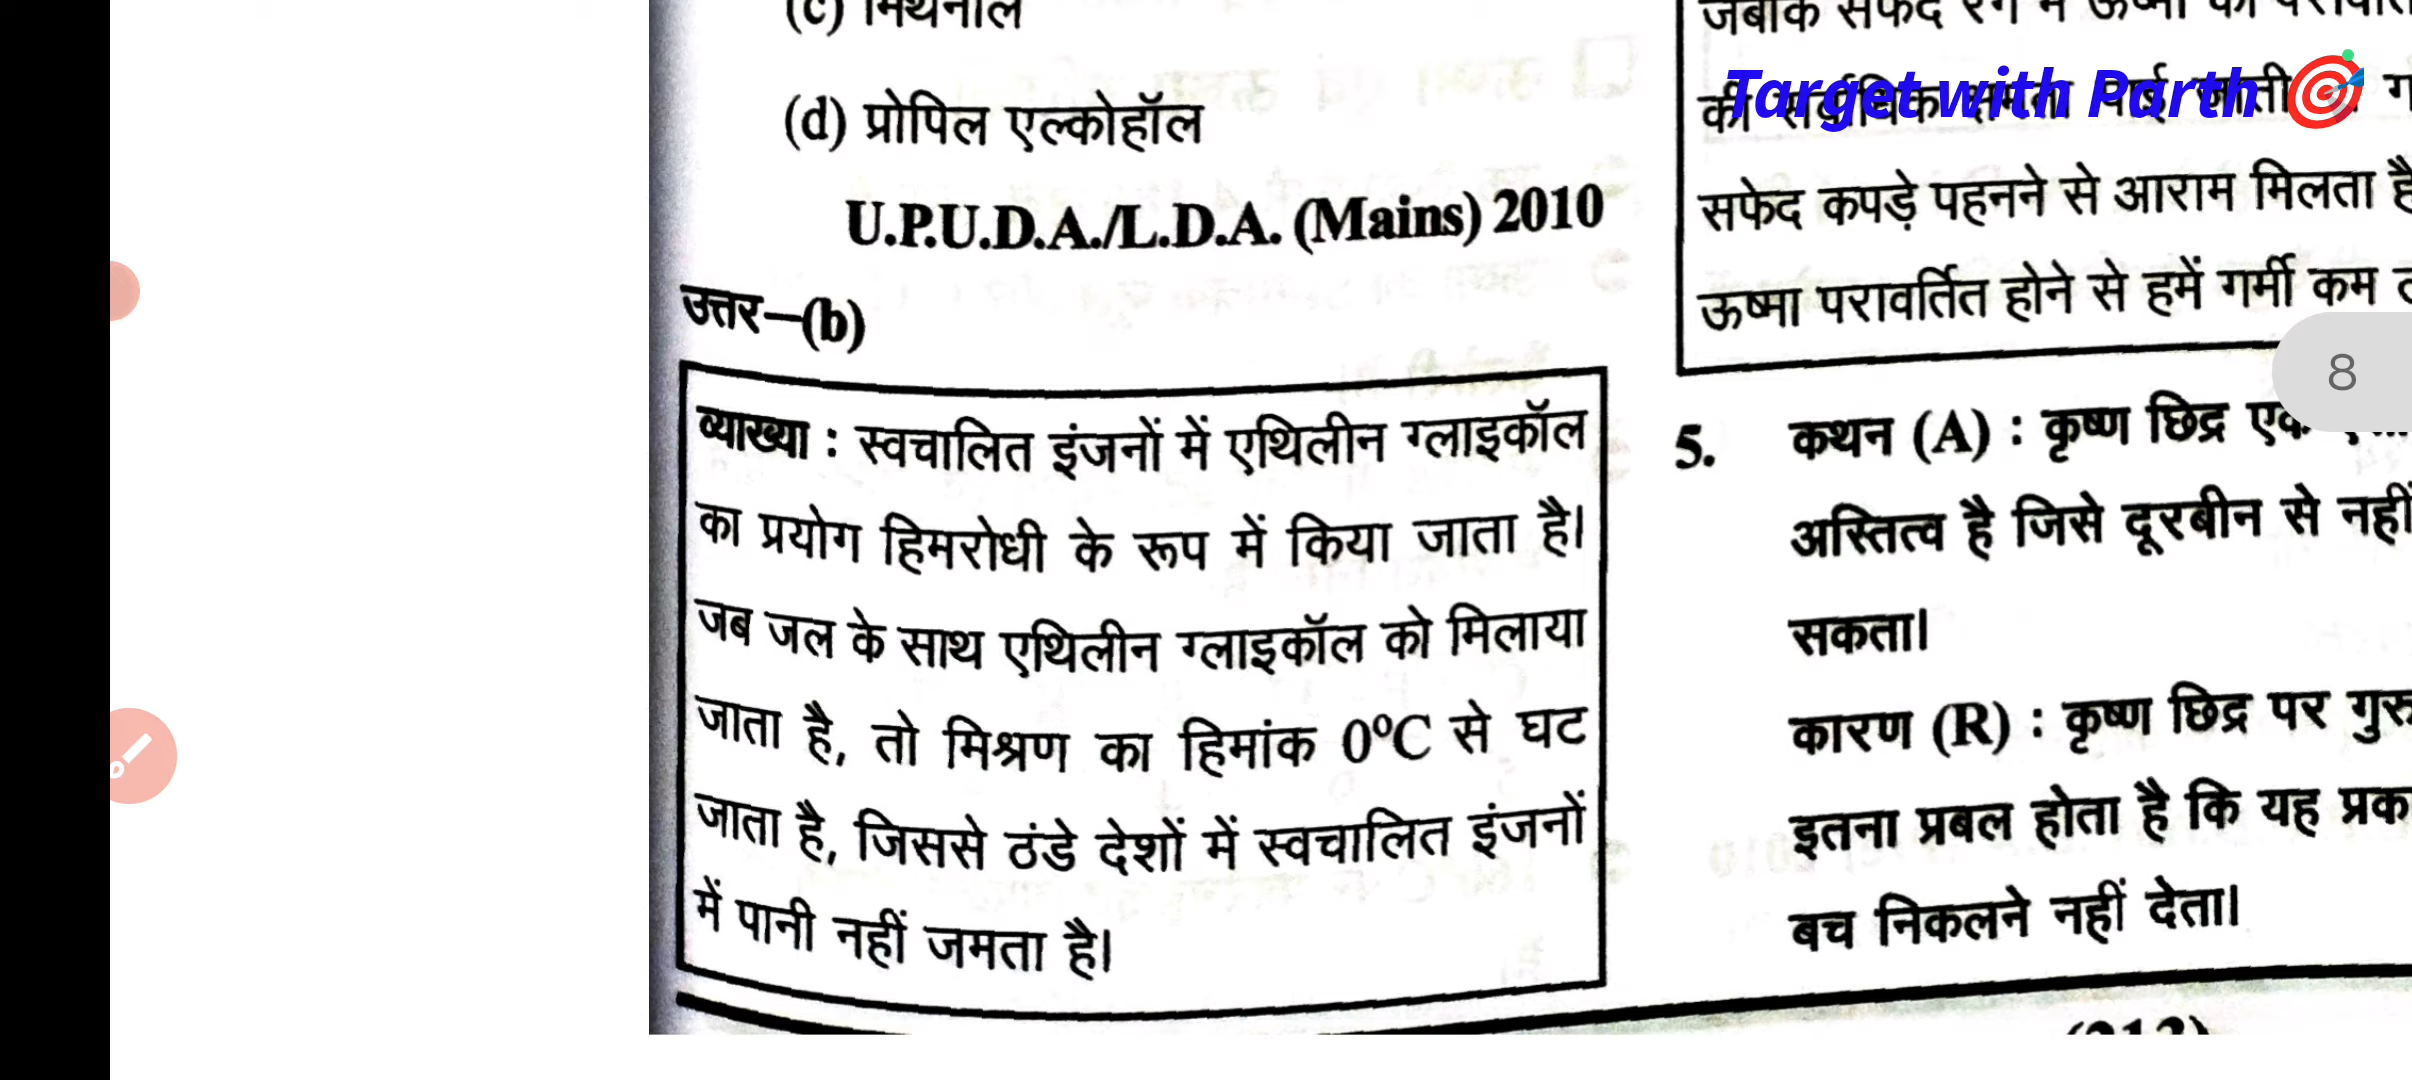 (c) मेथेनॉल
(d) प्रोपिल एल्कोहॉल
U.P.U.D.A./L.D.A. (Mains) 2010
उत्तर–(b)
व्याख्या : स्वचालित इंजनों में एथिलीन ग्लाइकॉल
का प्रयोग हिमरोधी के रूप में किया जाता है।
जब जल के साथ एथिलीन ग्लाइकॉल को मिलाया
जाता है, तो मिश्रण का हिमांक 0°C से घट
जाता है, जिससे ठंडे देशों में स्वचालित इंजनों
में पानी नहीं जमता है।
Target with Parth
सफेद कपड़े पहनने से आराम मिलता है
ऊष्मा परावर्तित होने से हमें गर्मी कम
8
5. कथन (A) : कृष्ण छिद्र
अस्तित्व है जिसे दूरबीन से नहीं
सकता।
कारण (R) : कृष्ण छिद्र पर
इतना प्रबल होता है कि यह
बच निकलने नहीं देता।